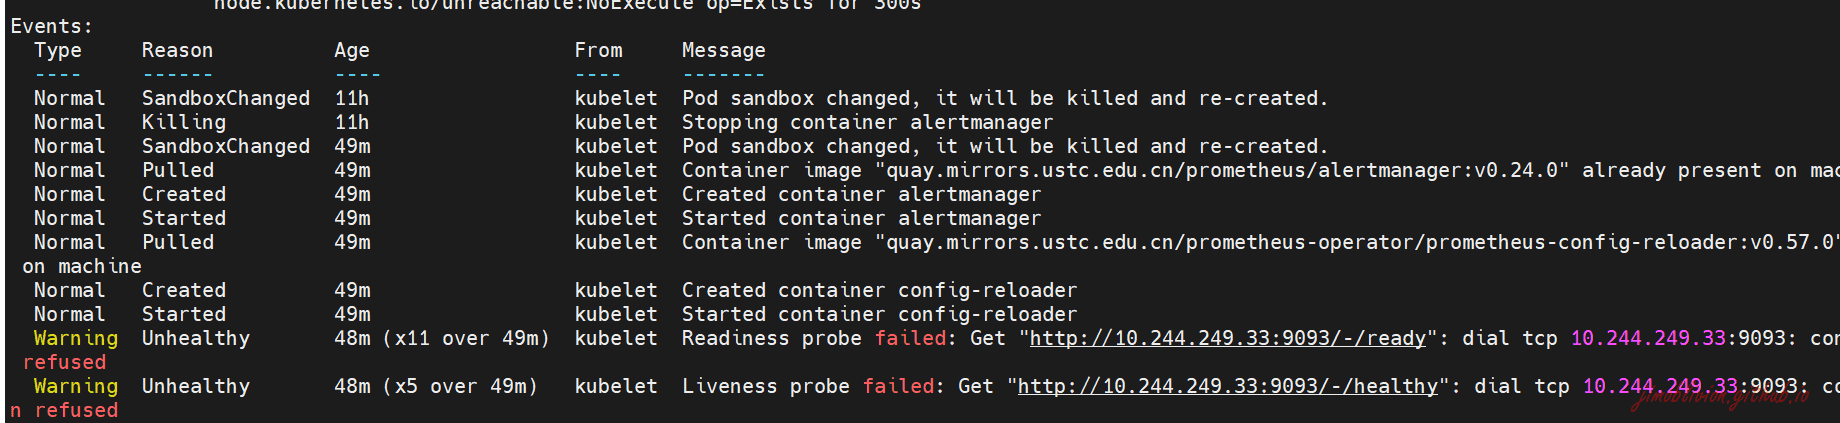 node.kubernetes.io/unreachable:NoExecute op=Exists for 300s
Events:
Type Reason Age From Message
---- ------ ---- ---- -------
Normal SandboxChanged 11h kubelet Pod sandbox changed, it will be killed and re-created.
Normal Killing 11h kubelet Stopping container alertmanager
Normal SandboxChanged 49m kubelet Pod sandbox changed, it will be killed and re-created.
Normal Pulled 49m kubelet Container image "quay.mirrors.ustc.edu.cn/prometheus/alertmanager:v0.24.0" already present on mac
Normal Created 49m kubelet Created container alertmanager
Normal Started 49m kubelet Started container alertmanager
Normal Pulled 49m kubelet Container image "quay.mirrors.ustc.edu.cn/prometheus-operator/prometheus-config-reloader:v0.57.0"
on machine
Normal Created 49m kubelet Created container config-reloader
Normal Started 49m kubelet Started container config-reloader
Warning Unhealthy 48m (x11 over 49m) kubelet Readiness probe failed: Get "http://10.244.249.33:9093/-/ready": dial tcp 10.244.249.33:9093: con
refused
Warning Unhealthy 48m (x5 over 49m) kubelet Liveness probe failed: Get "http://10.244.249.33:9093/-/healthy": dial tcp 10.244.249.33:9093: co
n refused